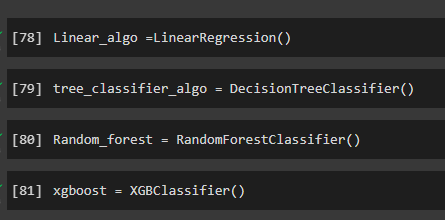 [78] Linear_algo =LinearRegression()
[79] tree_classifier_algo = DecisionTreeClassifier()
[80] Random_forest = RandomForestClassifier()
[81] xgboost = XGBClassifier()